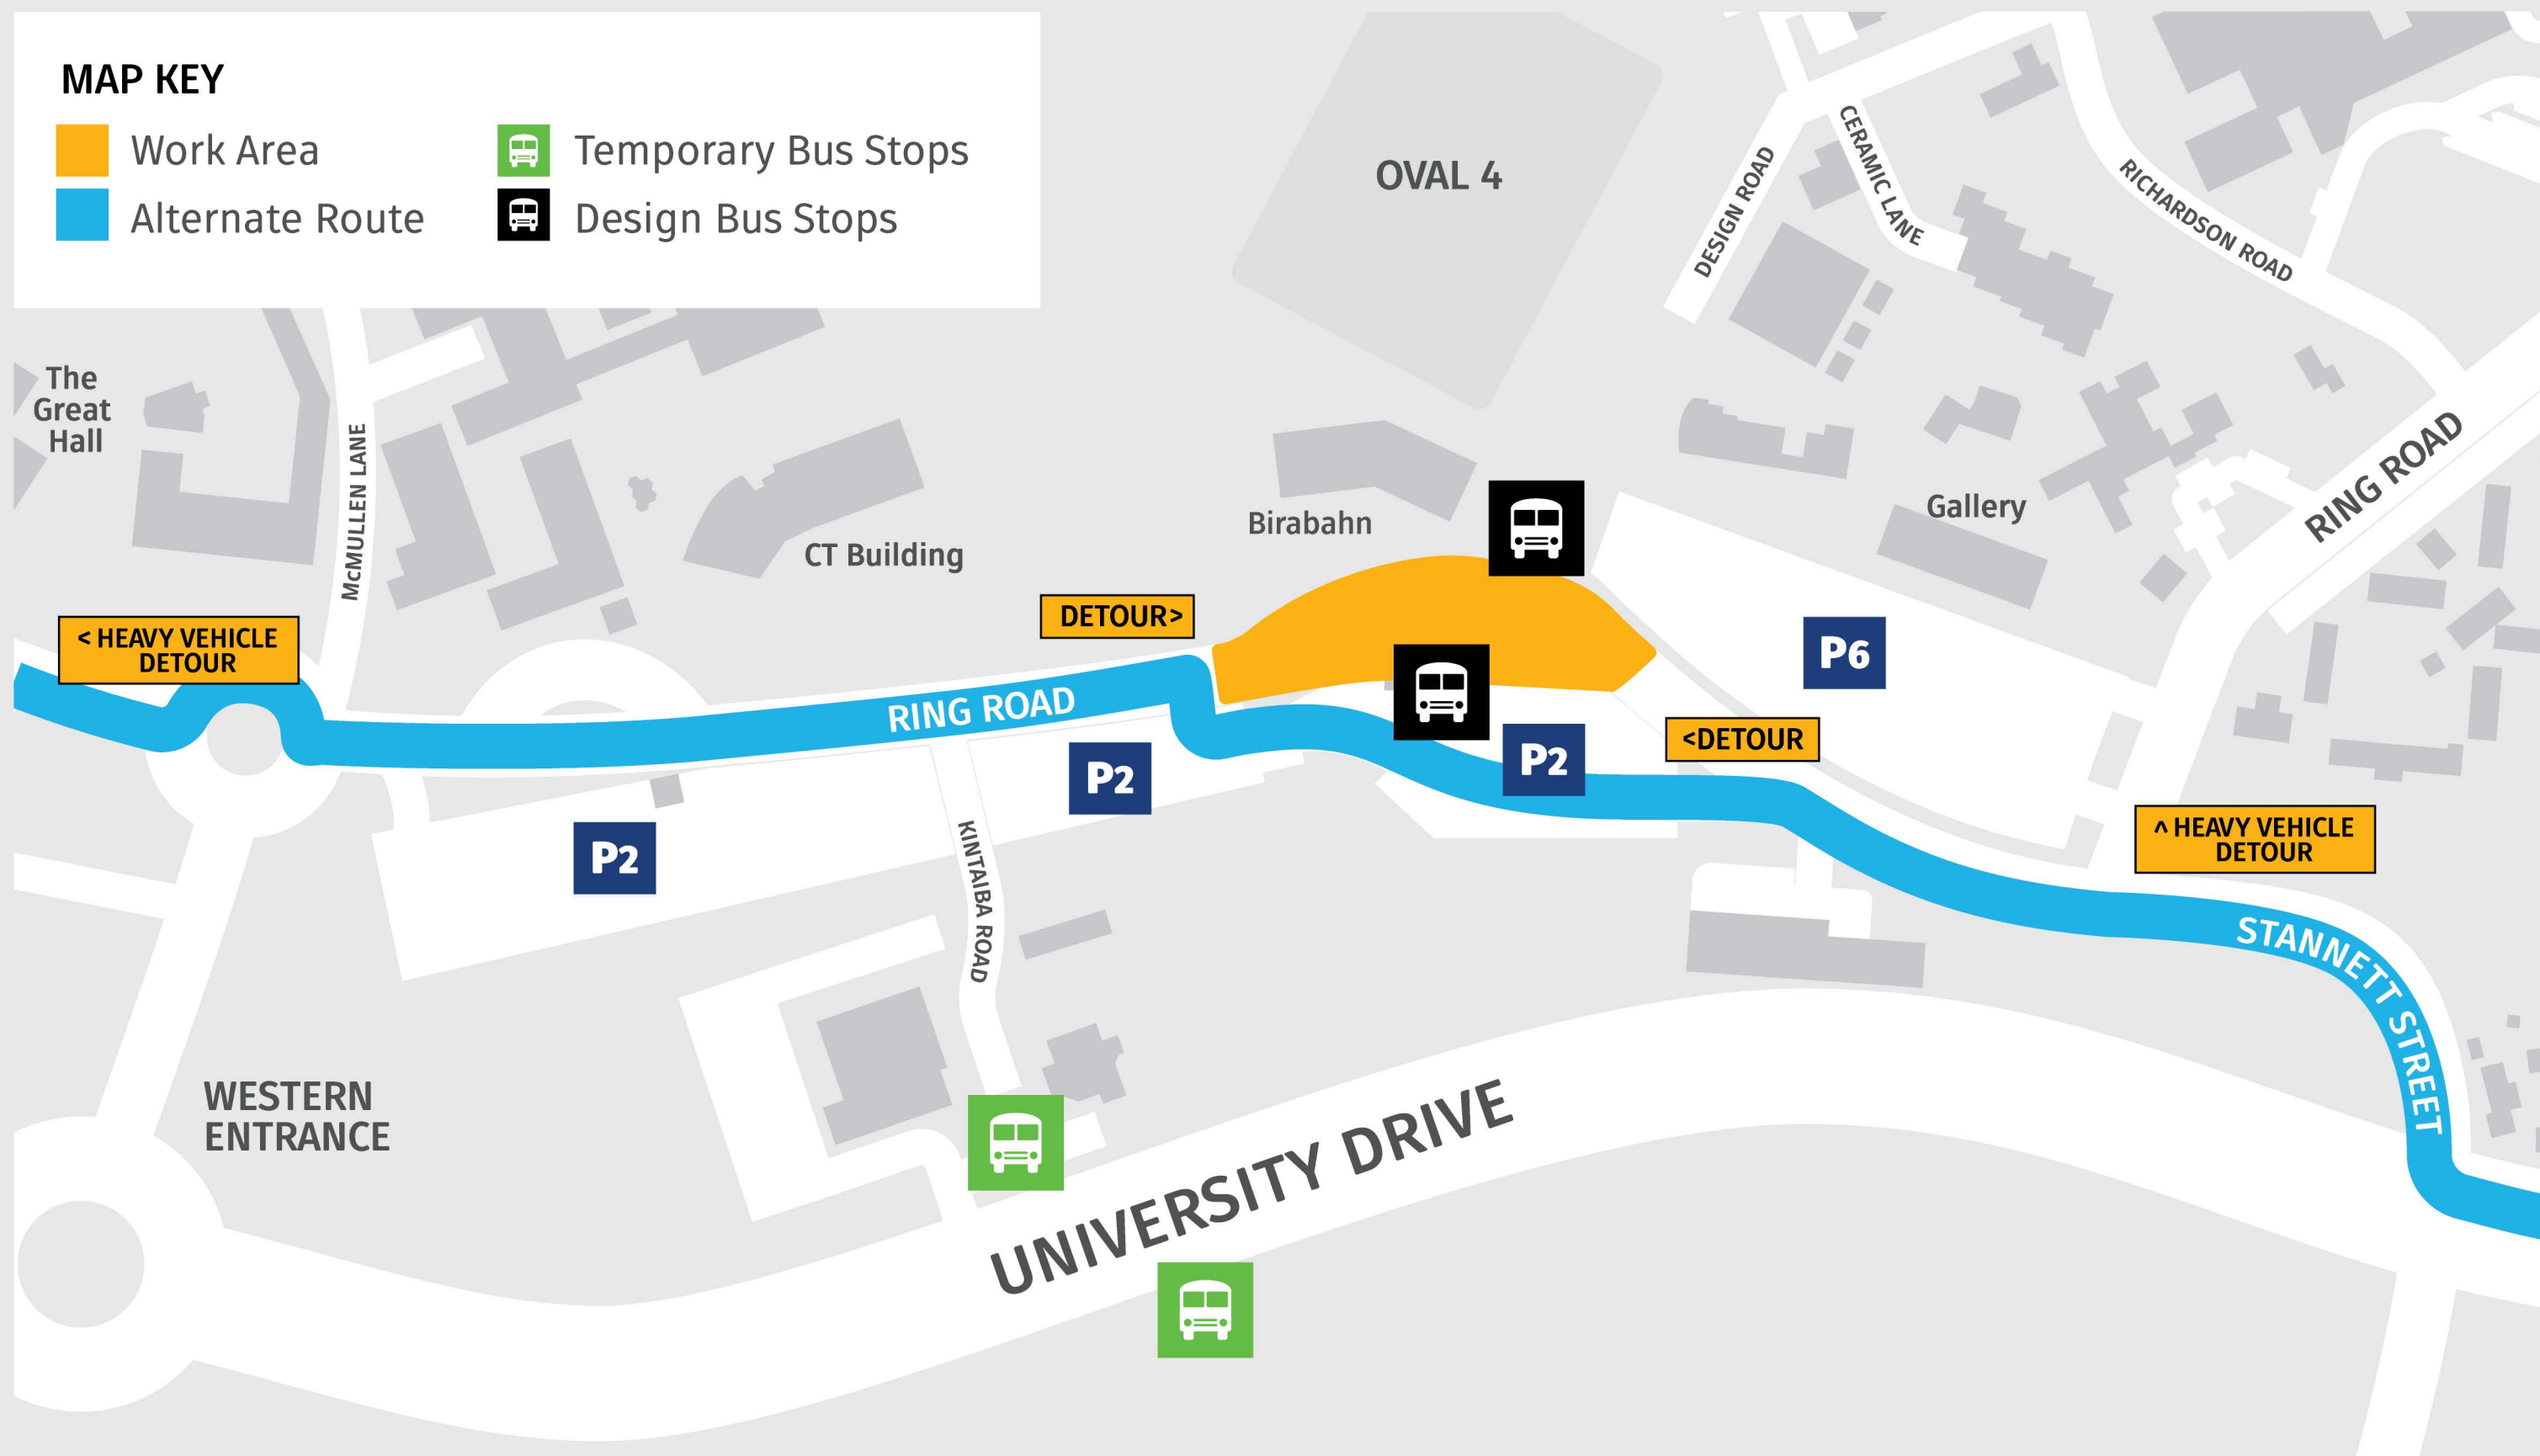 MAP KEY
Work Area
Alternate Route
Temporary Bus Stops
Design Bus Stops
OVAL 4
DESIGN ROAD
CERAMIC LANE
RICHARDSON ROAD
RING ROAD
The
Great
Hall
McMULLEN LANE
CT Building
Birabahn
Gallery
< HEAVY VEHICLE
DETOUR
DETOUR>
P6
RING ROAD
<DETOUR
P2
P2
P2
KINTAIBA ROAD
^ HEAVY VEHICLE
DETOUR
STANNETT STREET
WESTERN
ENTRANCE
UNIVERSITY DRIVE